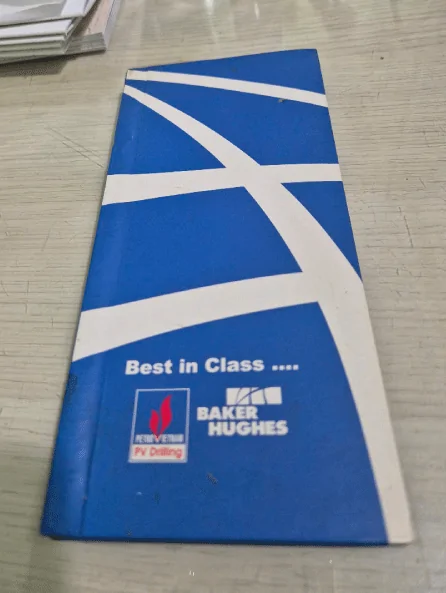 Best in Class ....
PETROVIETNAM
PV Drilling
BAKER
HUGHES